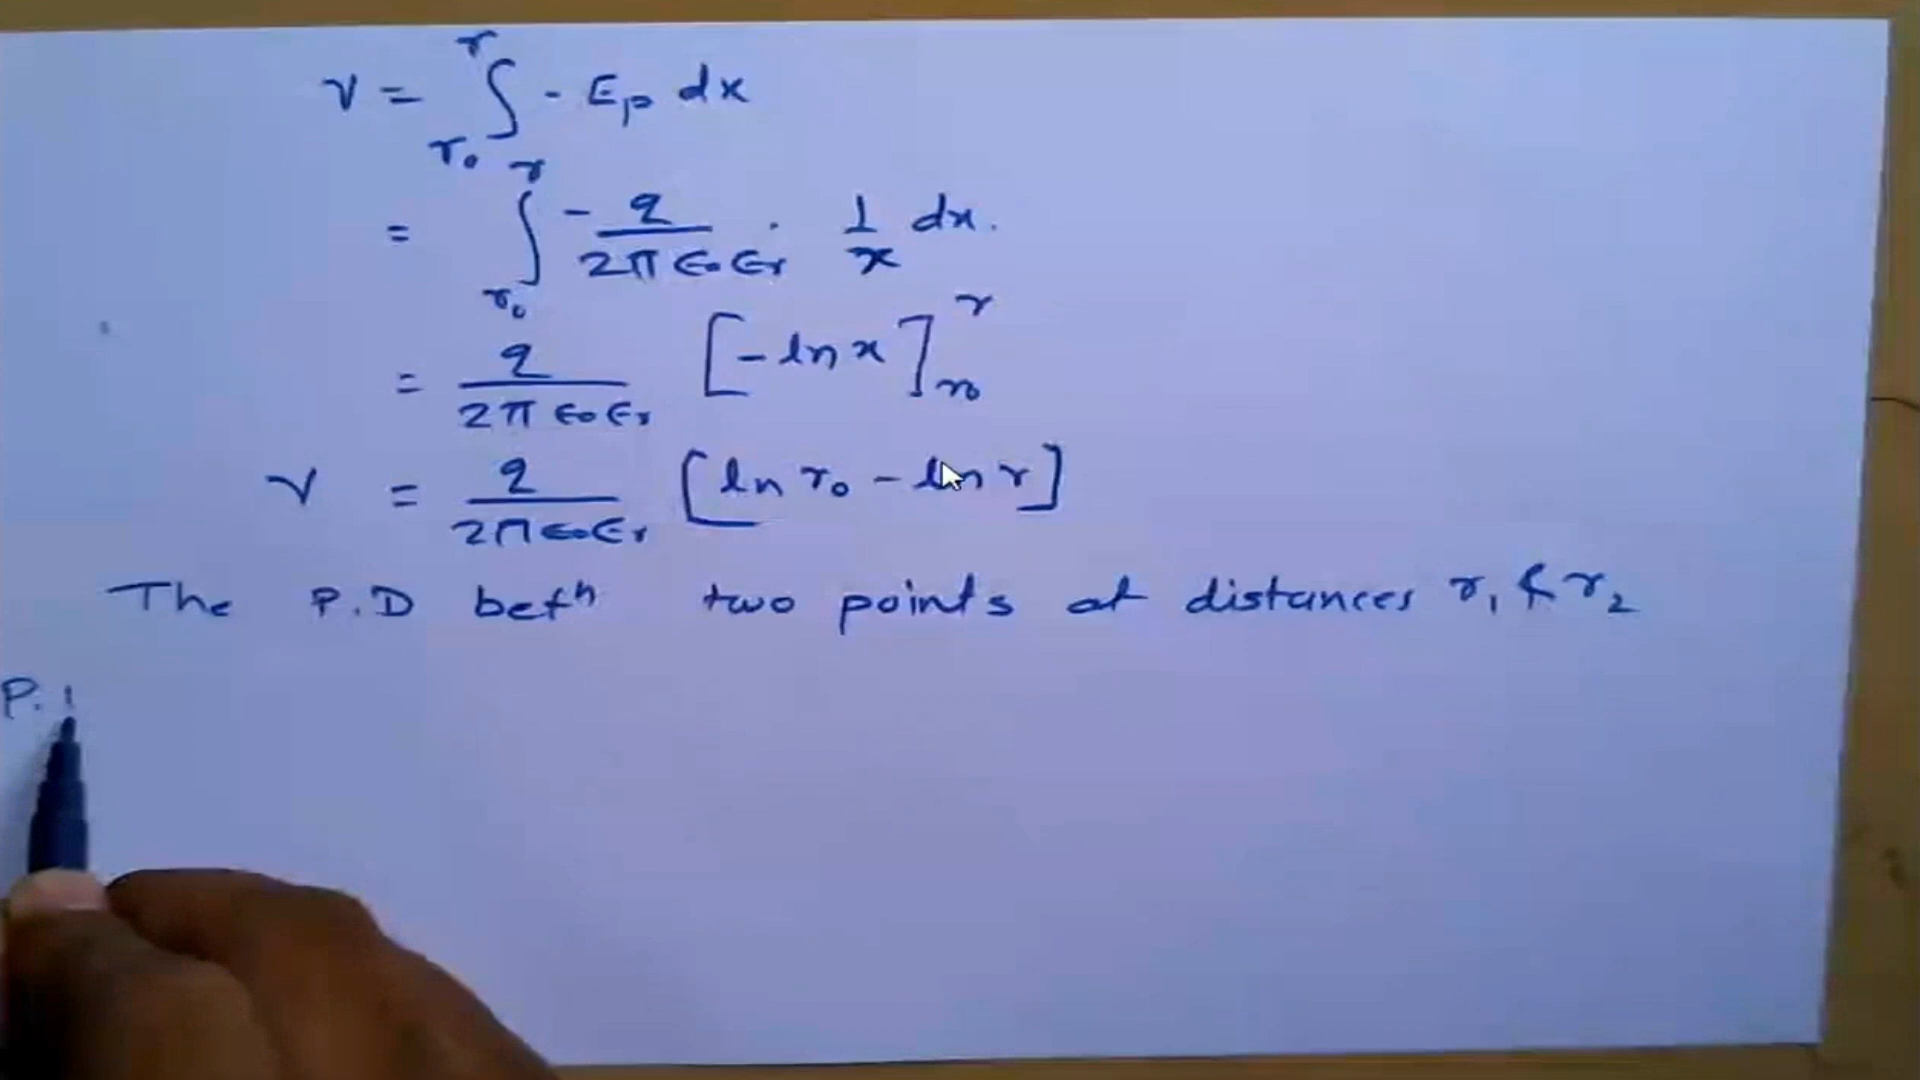 V = ∫_{r₀}^{r} - E_p dx
= ∫_{r₀}^{r} - q/(2π ϵ₀ ϵᵣ) · 1/x dx.
= q/(2π ϵ₀ ϵᵣ) [- ln x]_{r₀}^{r}
V = q/(2π ϵ₀ ϵᵣ) [ln r₀ - ln r]
The P.D betn two points at distances r₁ & r₂
P.